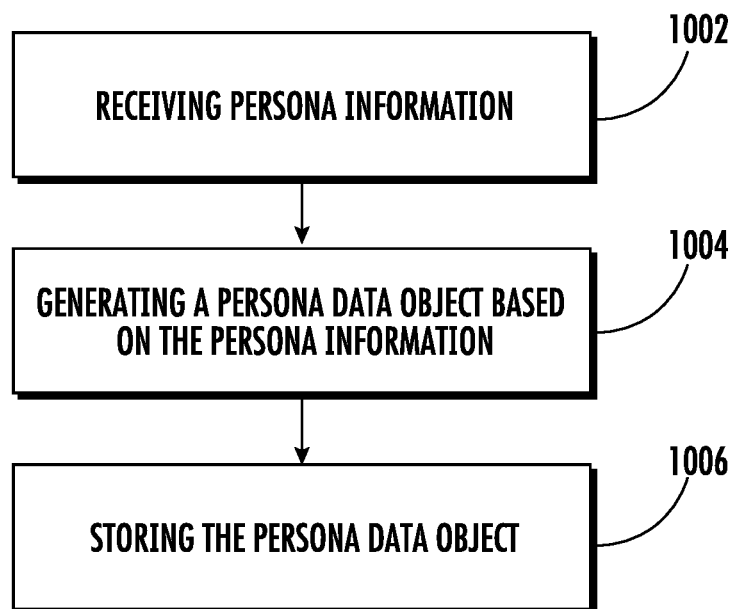 1002
RECEIVING PERSONA INFORMATION
1004
GENERATING A PERSONA DATA OBJECT BASED
ON THE PERSONA INFORMATION
1006
STORING THE PERSONA DATA OBJECT